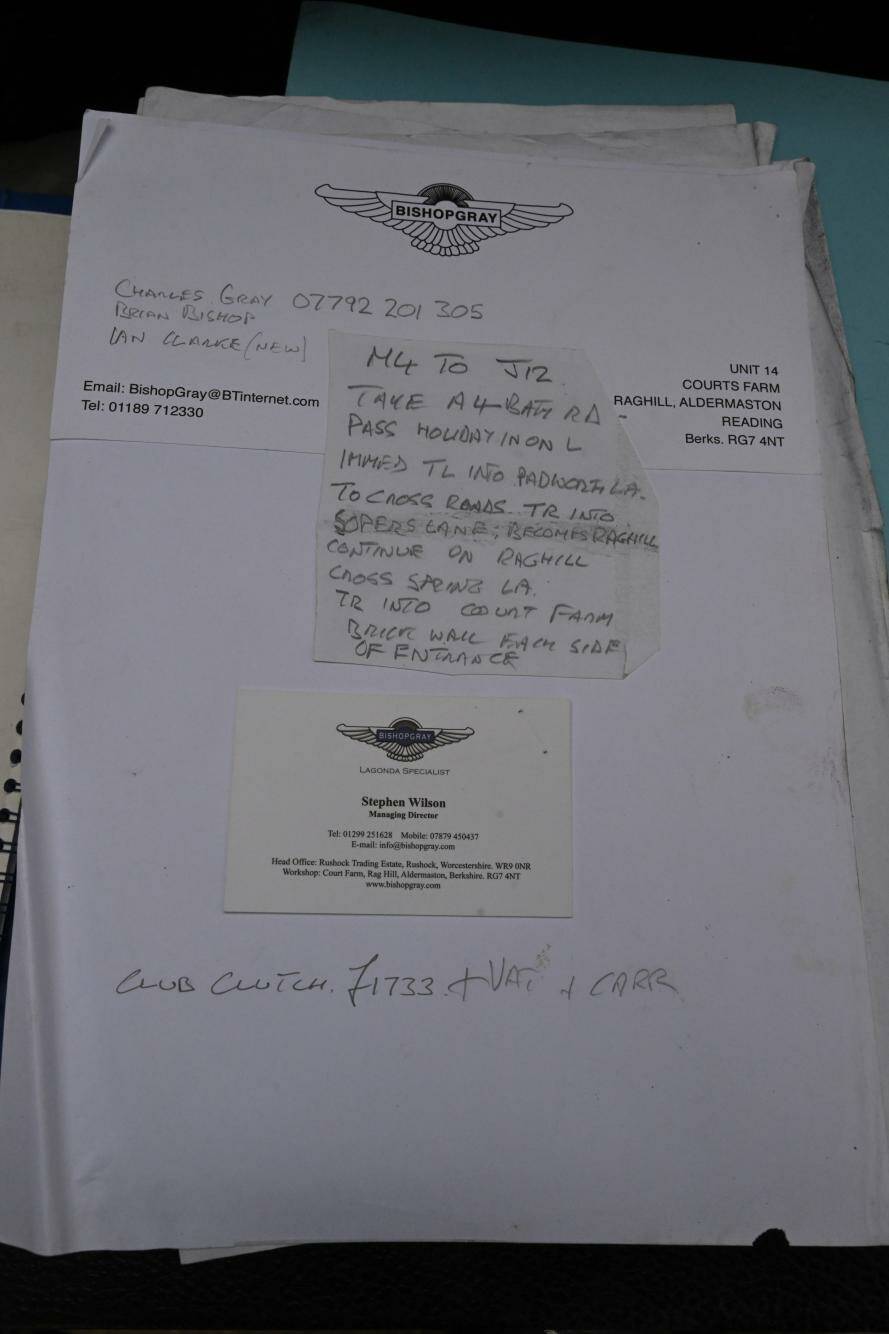 BISHOPGRAY
CHARLES GRAY 07792 201 305
BRIAN BISHOP
IAN CLARKE (NEW)
Email: BishopGray@BTinternet.com
Tel: 01189 712330
UNIT 14
COURTS FARM
RAGHILL, ALDERMASTON
READING
Berks. RG7 4NT
M4 TO J12
TAKE A4 BATH RD
PASS HOLIDAY IN ON L
IMMED TL INTO PADWORTH LA.
TO CROSS ROADS TR INTO
SOPERS LANE; BECOMES RAGHILL
CONTINUE ON RAGHILL
CROSS SPRING LA.
TR INTO COURT FARM
BRICK WALL EACH SIDE
OF ENTRANCE
BISHOPGRAY
LAGONDA SPECIALIST
Stephen Wilson
Managing Director
Tel: 01299 251628 Mobile: 07879 450437
E-mail: info@bishopgray.com
Head Office: Rushock Trading Estate, Rushock, Worcestershire. WR9 0NR
Workshop: Court Farm, Rag Hill, Aldermaston, Berkshire. RG7 4NT
www.bishopgray.com
CLUB CLUTCH. £1733 + VAT + CARR